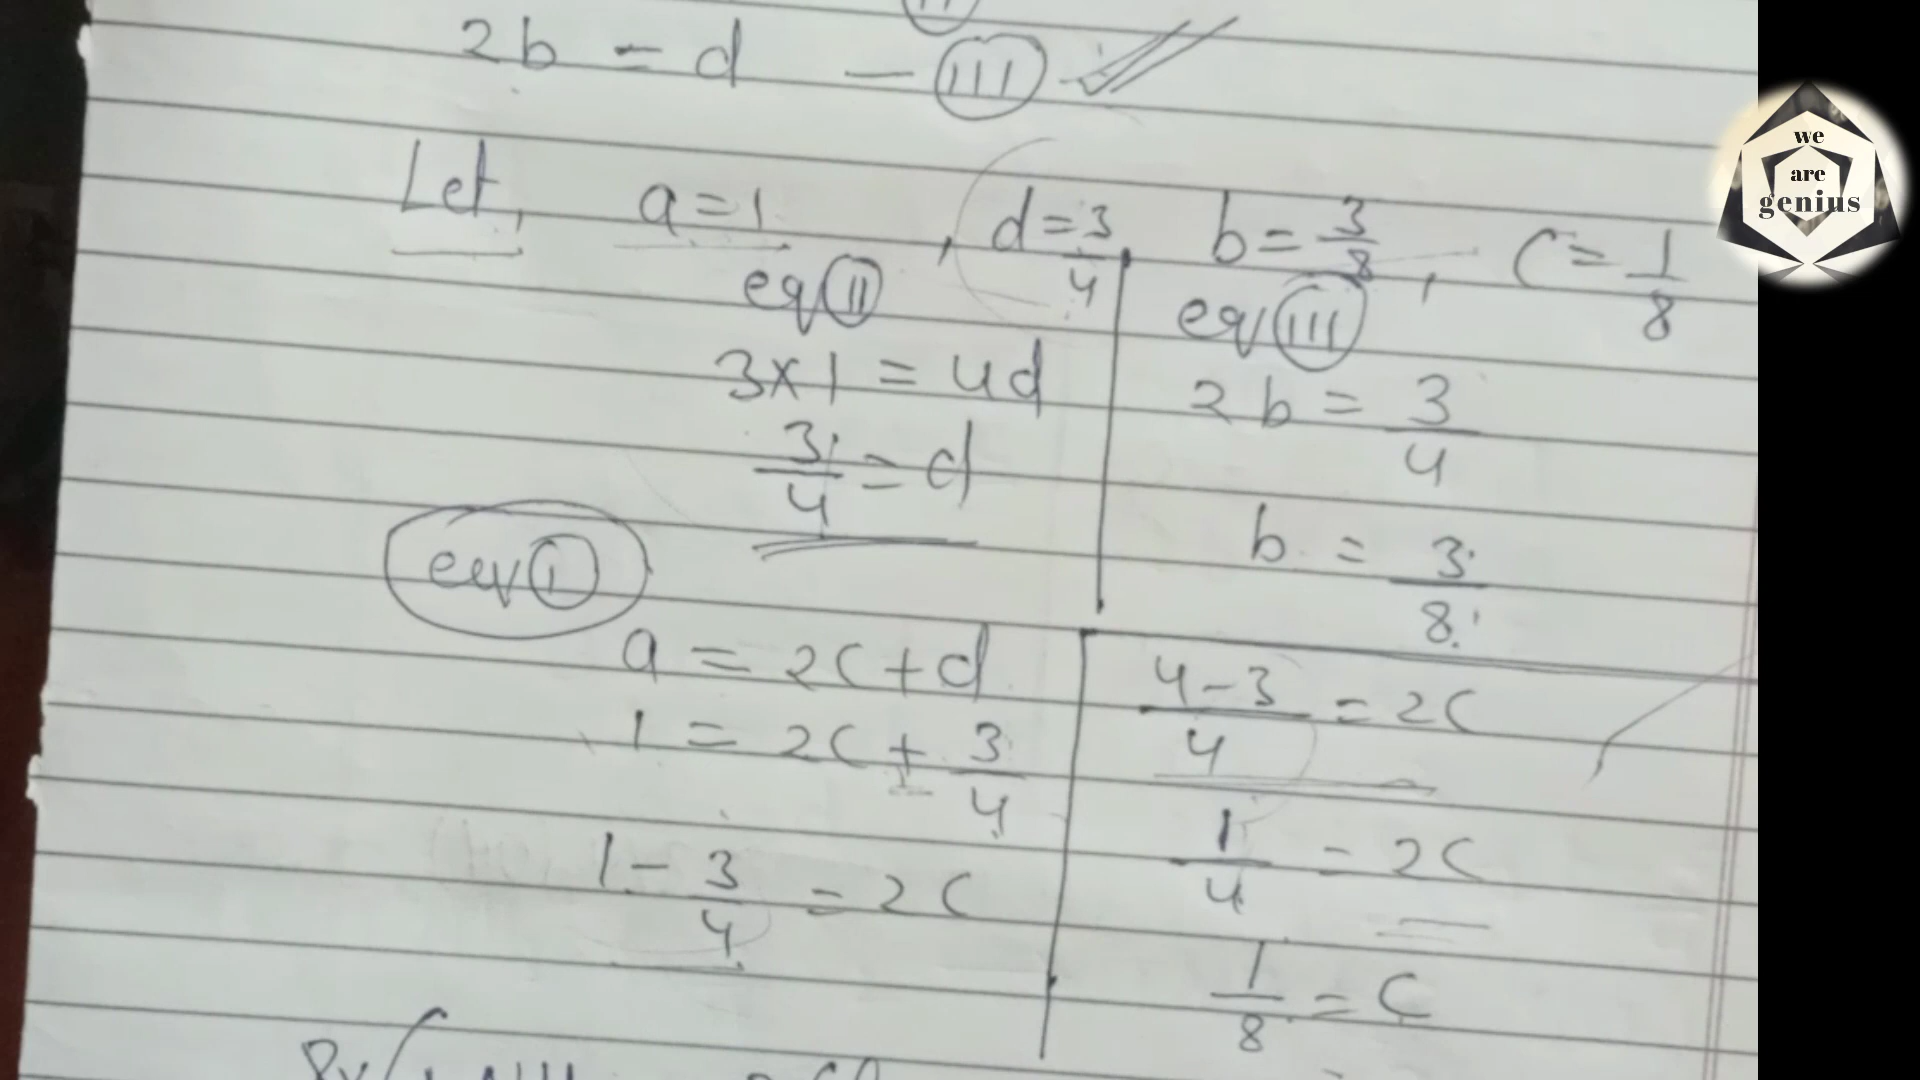 2b = d — III
Let, a=1, d=3/4, b=3/8, c=1/8
eq II
3×1 = 4d
3/4 = d
eq III
2b = 3/4
b = 3/8
eq I
a = 2c+d
1 = 2c+3/4
1-3/4 = 2c
4-3/4 = 2c
1/4 = 2c
1/8 = c
we
are
genius